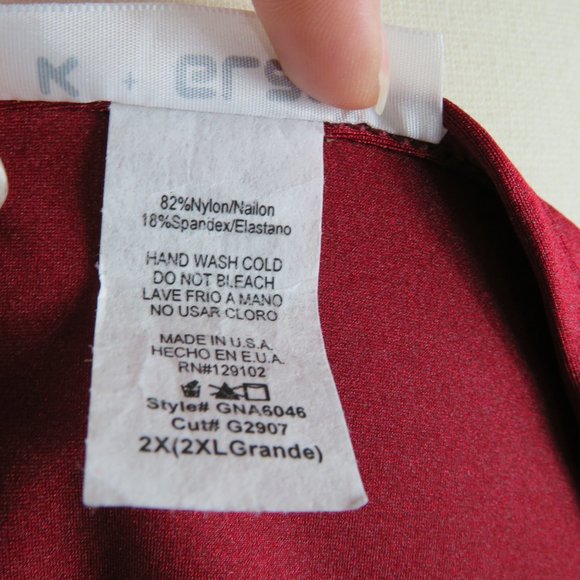 K + ers
82%Nylon/Nailon
18%Spandex/Elastano
HAND WASH COLD
DO NOT BLEACH
LAVE FRIO A MANO
NO USAR CLORO
MADE IN U.S.A.
HECHO EN E.U.A.
RN#129102
Style# GNA6046
Cut# G2907
2X(2XLGrande)